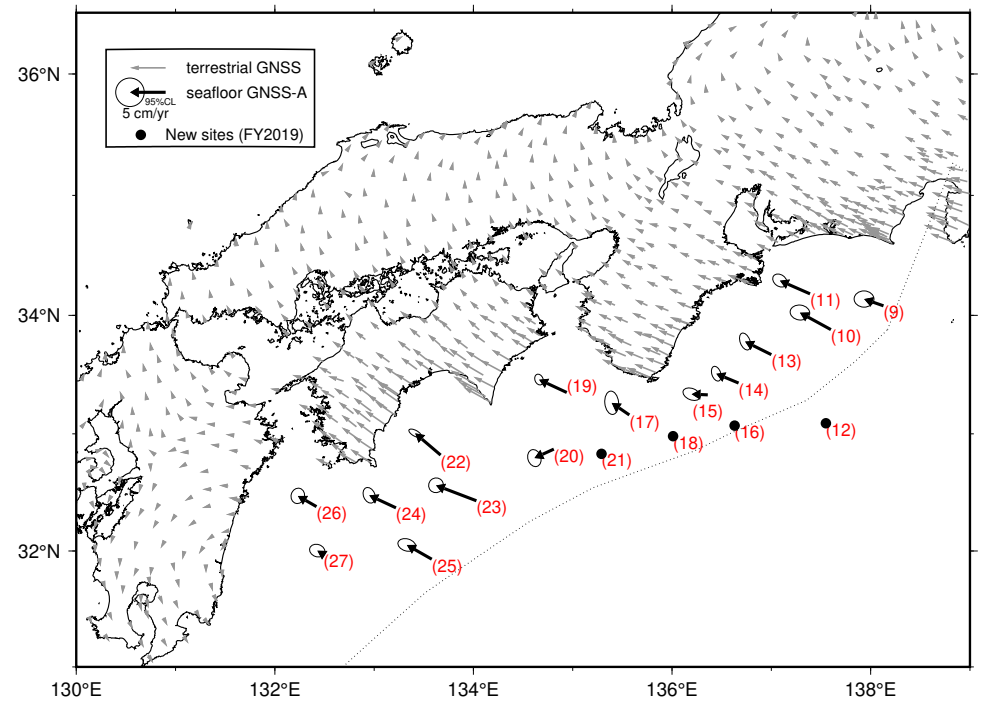 36°N
34°N
32°N
130°E
132°E
134°E
136°E
138°E
terrestrial GNSS
seafloor GNSS-A
95%CL
5 cm/yr
New sites (FY2019)
(11)
(9)
(10)
(13)
(14)
(19)
(15)
(17)
(16)
(12)
(18)
(20)
(21)
(22)
(23)
(24)
(26)
(27)
(25)